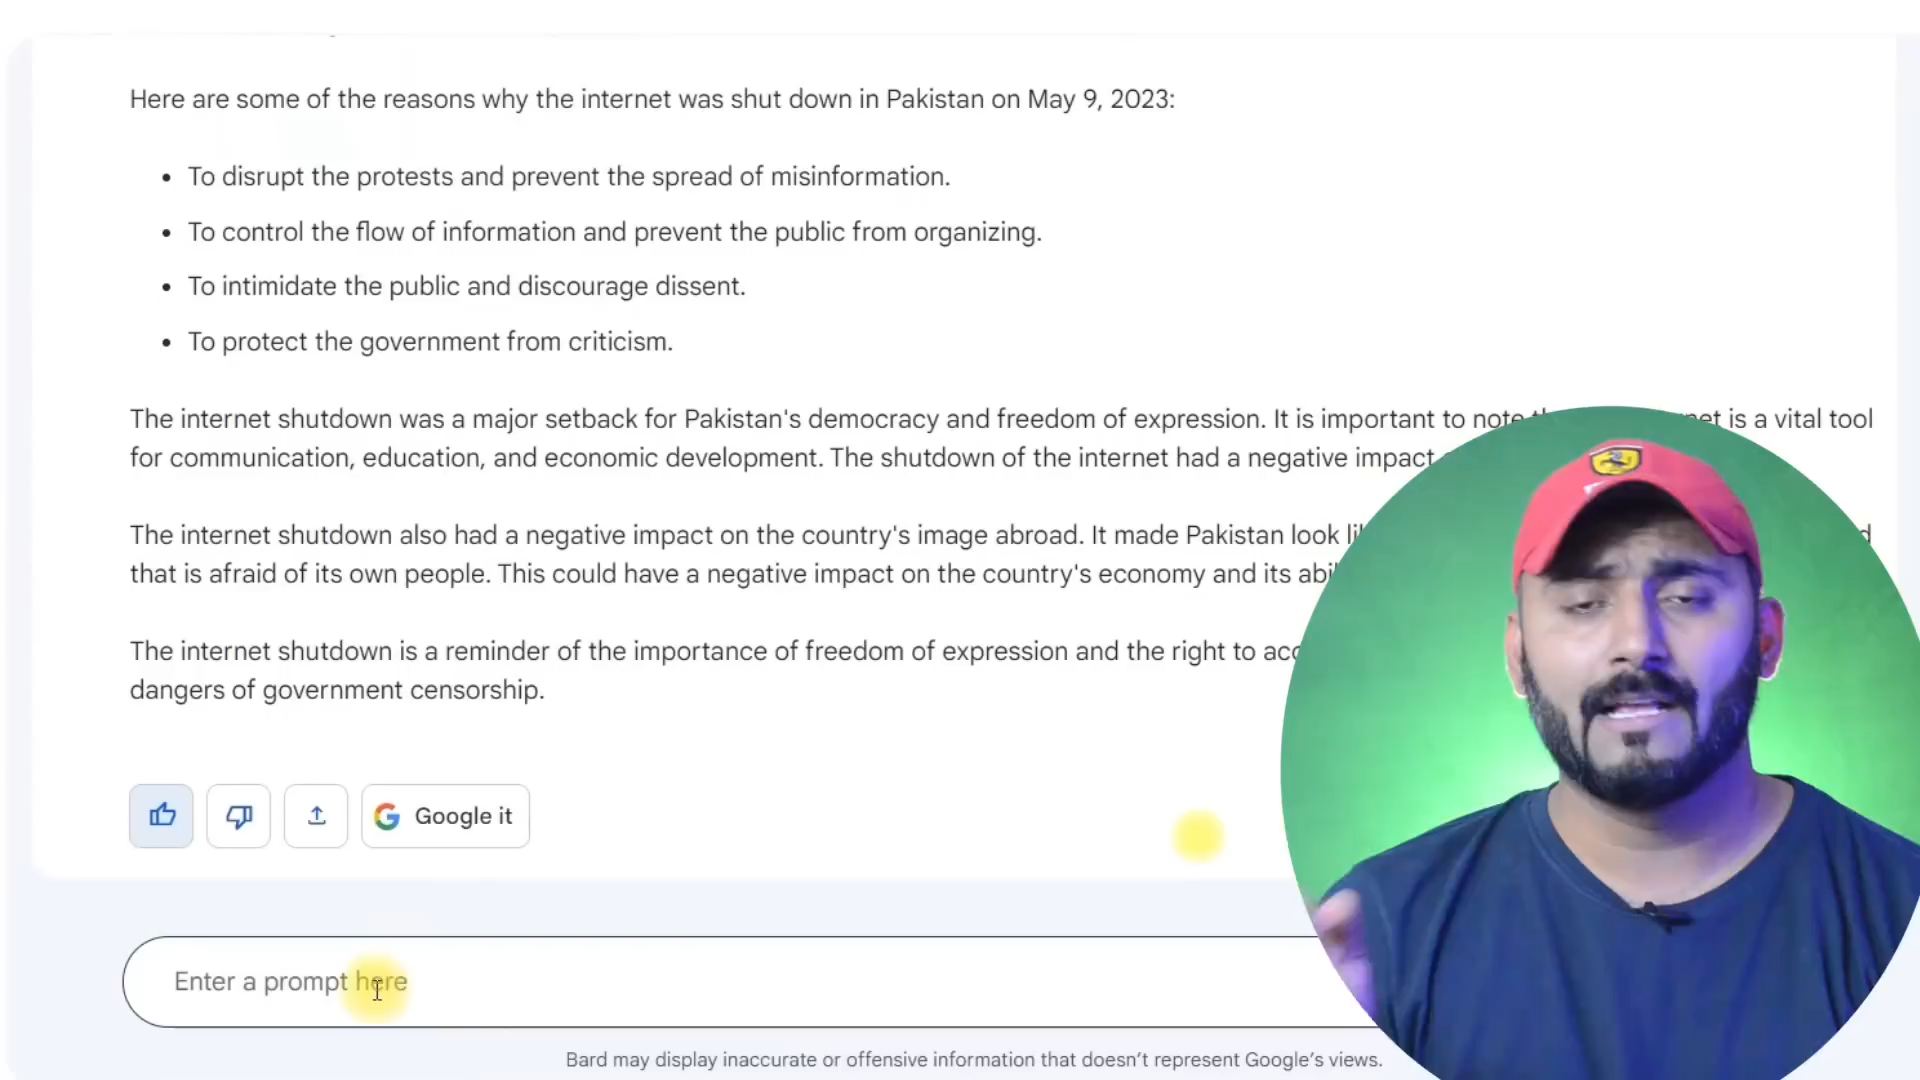 Here are some of the reasons why the internet was shut down in Pakistan on May 9, 2023:
• To disrupt the protests and prevent the spread of misinformation.
• To control the flow of information and prevent the public from organizing.
• To intimidate the public and discourage dissent.
• To protect the government from criticism.
The internet shutdown was a major setback for Pakistan's democracy and freedom of expression. It is important to note is a vital tool
for communication, education, and economic development. The shutdown of the internet had a negative impact
The internet shutdown also had a negative impact on the country's image abroad. It made Pakistan look
that is afraid of its own people. This could have a negative impact on the country's economy and its
The internet shutdown is a reminder of the importance of freedom of expression and the right to
dangers of government censorship.
Google it
Enter a prompt here
Bard may display inaccurate or offensive information that doesn't represent Google's views.